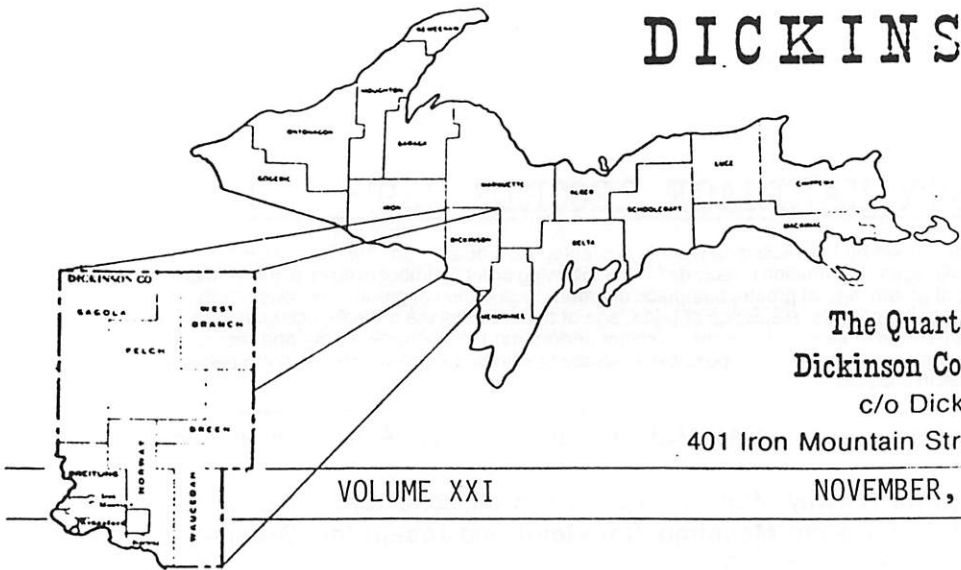 DICKINS
KEWEENAW
HOUGHTON
ONTONAGON
BARAGA
GOGEBIC
MARQUETTE
ALGER
LUCE
CHIPPEWA
SCHOOLCRAFT
MACKINAC
IRON
DICKINSON
DELTA
MENOMINEE
DICKINSON CO
SAGOLA
WEST
BRANCH
FELCH
BREEN
NORWAY
BREITUNG
WAUCEDAH
Iron
Kingsford
The Quart
Dickinson Co
c/o Dick
401 Iron Mountain Str
VOLUME XXI
NOVEMBER,